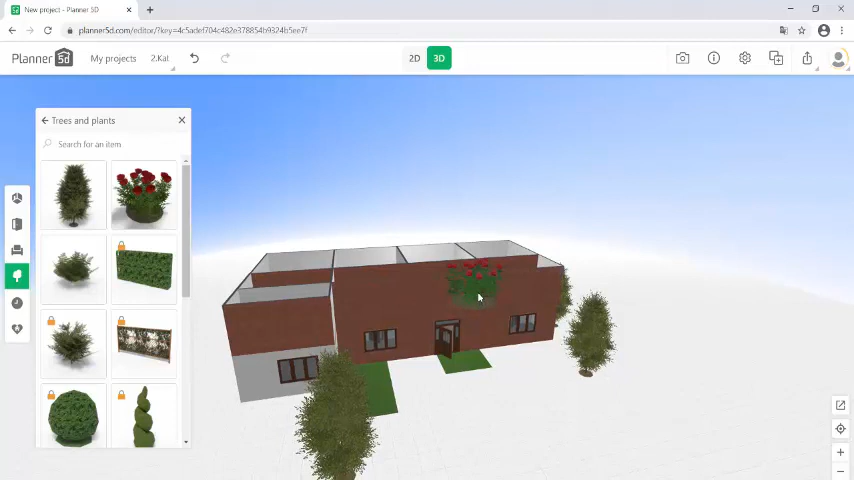 New project - Planner 5D
planner5d.com/editor/?key=4c5adef704c482e378854b9324b5ee7f
Planner 5d
My projects
2.Kat
2D
3D
Trees and plants
Search for an item